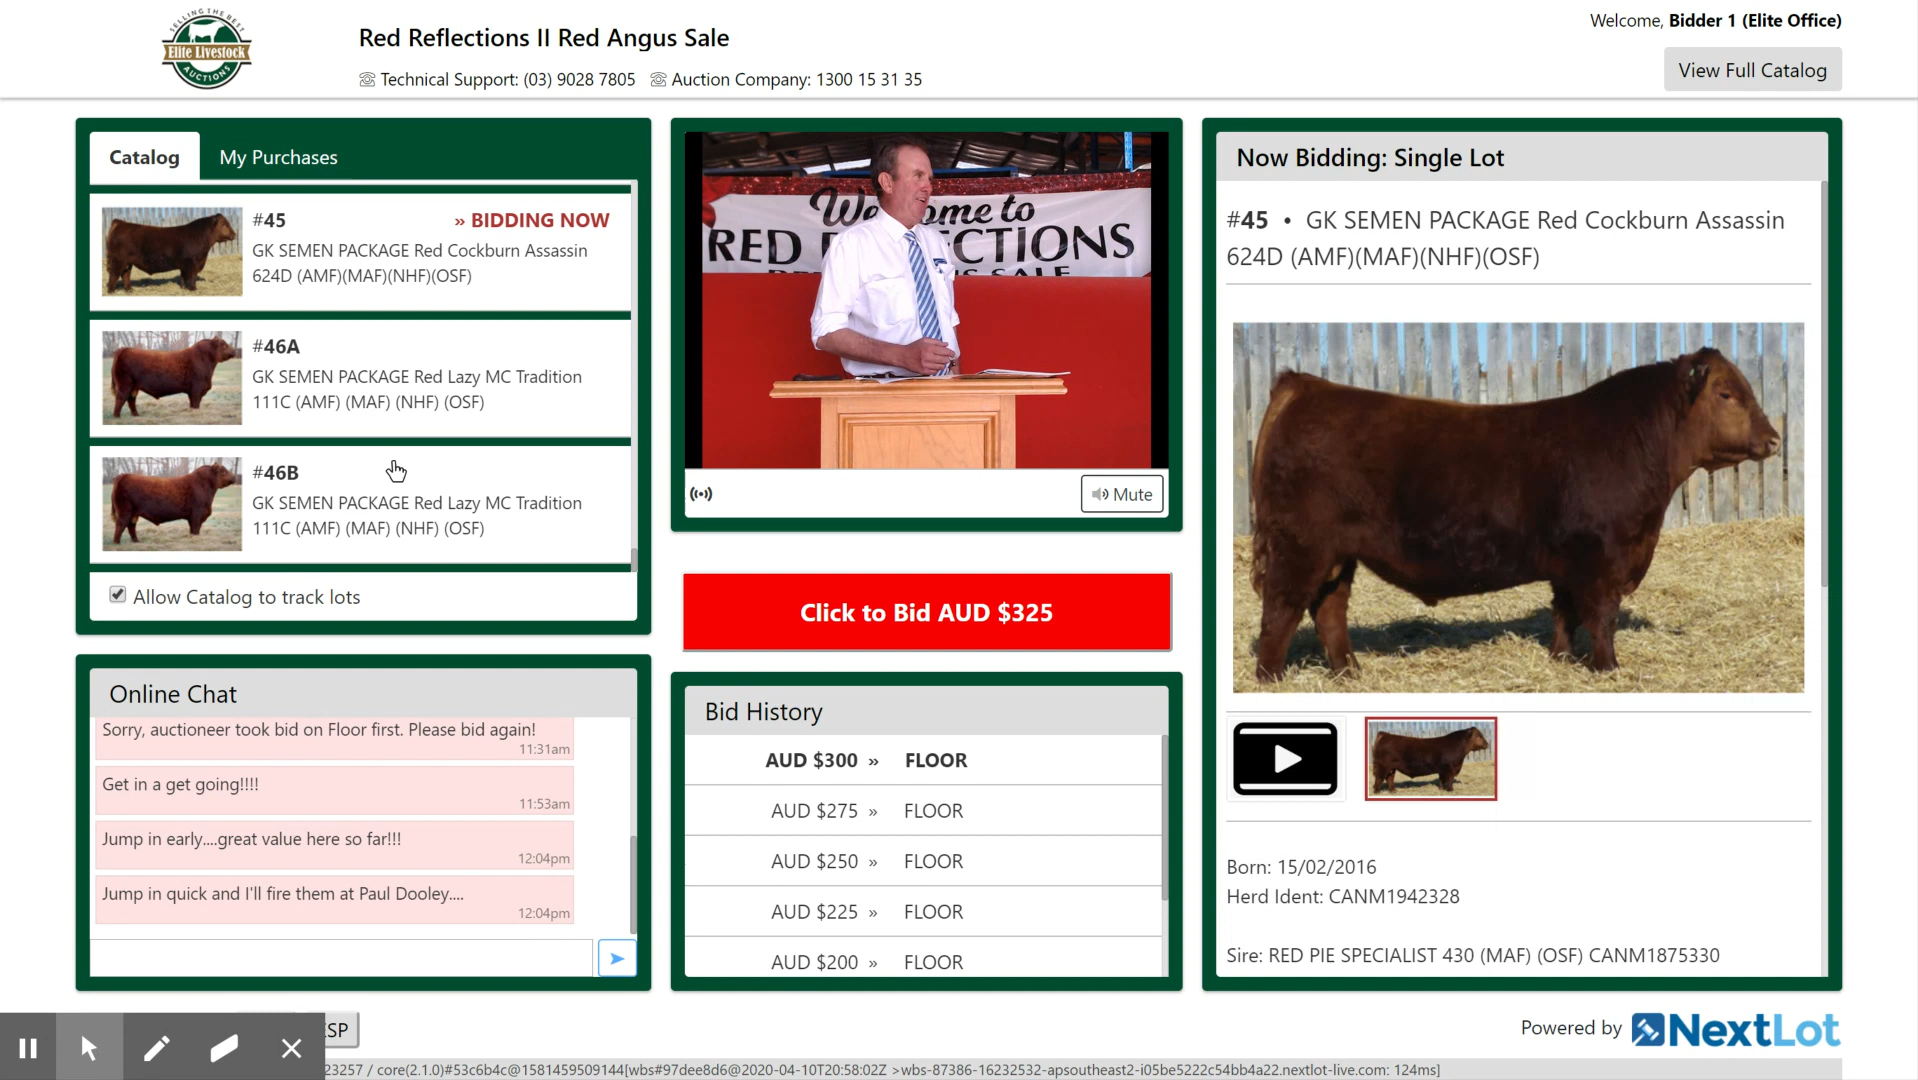 SELLING THE BEST
Elite Livestock
AUCTIONS
Red Reflections II Red Angus Sale
Technical Support: (03) 9028 7805 Auction Company: 1300 15 31 35
Welcome, Bidder 1 (Elite Office)
View Full Catalog
Catalog
My Purchases
#45 » BIDDING NOW
GK SEMEN PACKAGE Red Cockburn Assassin
624D (AMF)(MAF)(NHF)(OSF)
#46A
GK SEMEN PACKAGE Red Lazy MC Tradition
111C (AMF) (MAF) (NHF) (OSF)
#46B
GK SEMEN PACKAGE Red Lazy MC Tradition
111C (AMF) (MAF) (NHF) (OSF)
Allow Catalog to track lots
Online Chat
Sorry, auctioneer took bid on Floor first. Please bid again!
11:31am
Get in a get going!!!!
11:53am
Jump in early....great value here so far!!!
12:04pm
Jump in quick and I'll fire them at Paul Dooley....
12:04pm
Mute
Click to Bid AUD $325
Bid History
AUD $300 » FLOOR
AUD $275 » FLOOR
AUD $250 » FLOOR
AUD $225 » FLOOR
AUD $200 » FLOOR
Now Bidding: Single Lot
#45 • GK SEMEN PACKAGE Red Cockburn Assassin
624D (AMF)(MAF)(NHF)(OSF)
Born: 15/02/2016
Herd Ident: CANM1942328
Sire: RED PIE SPECIALIST 430 (MAF) (OSF) CANM1875330
SP
Powered by NextLot
23257 / core(2.1.0)#53c6b4c@1581459509144[wbs#97dee8d6@2020-04-10T20:58:02Z >wbs-87386-16232532-apsoutheast2-i05be5222c54bb4a22.nextlot-live.com: 124ms]